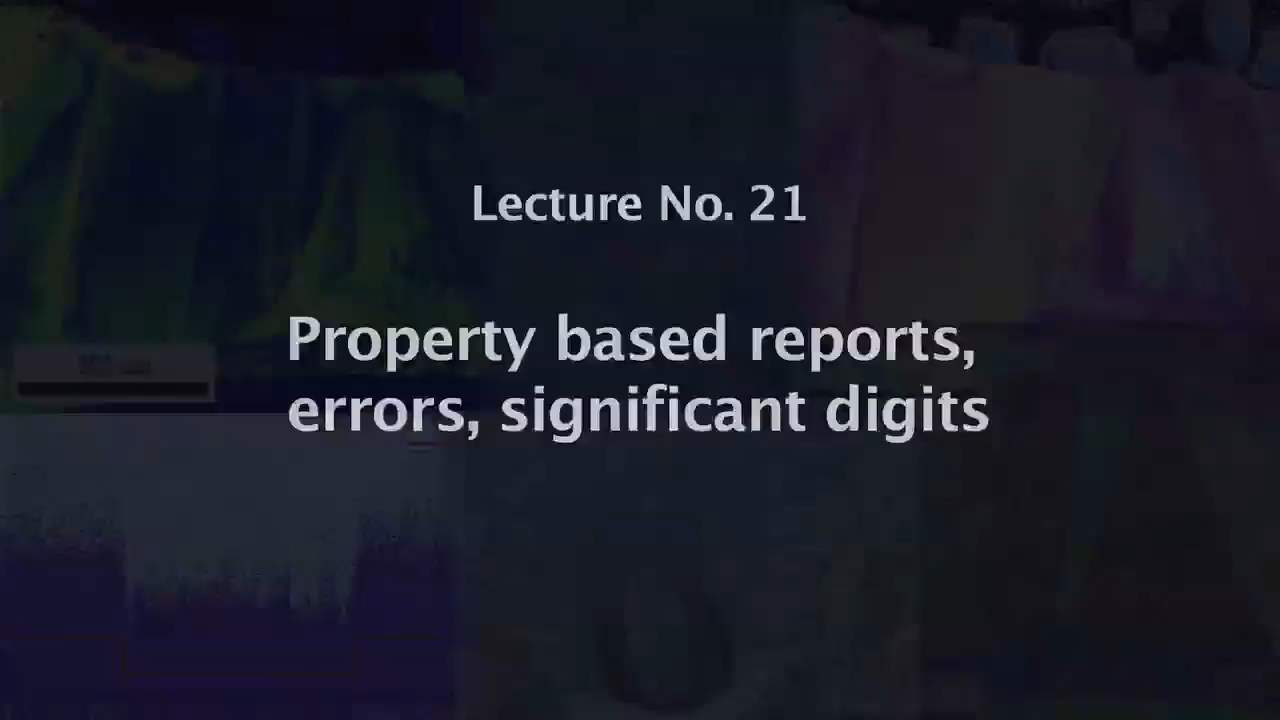 Lecture No. 21
Property based reports,
errors, significant digits